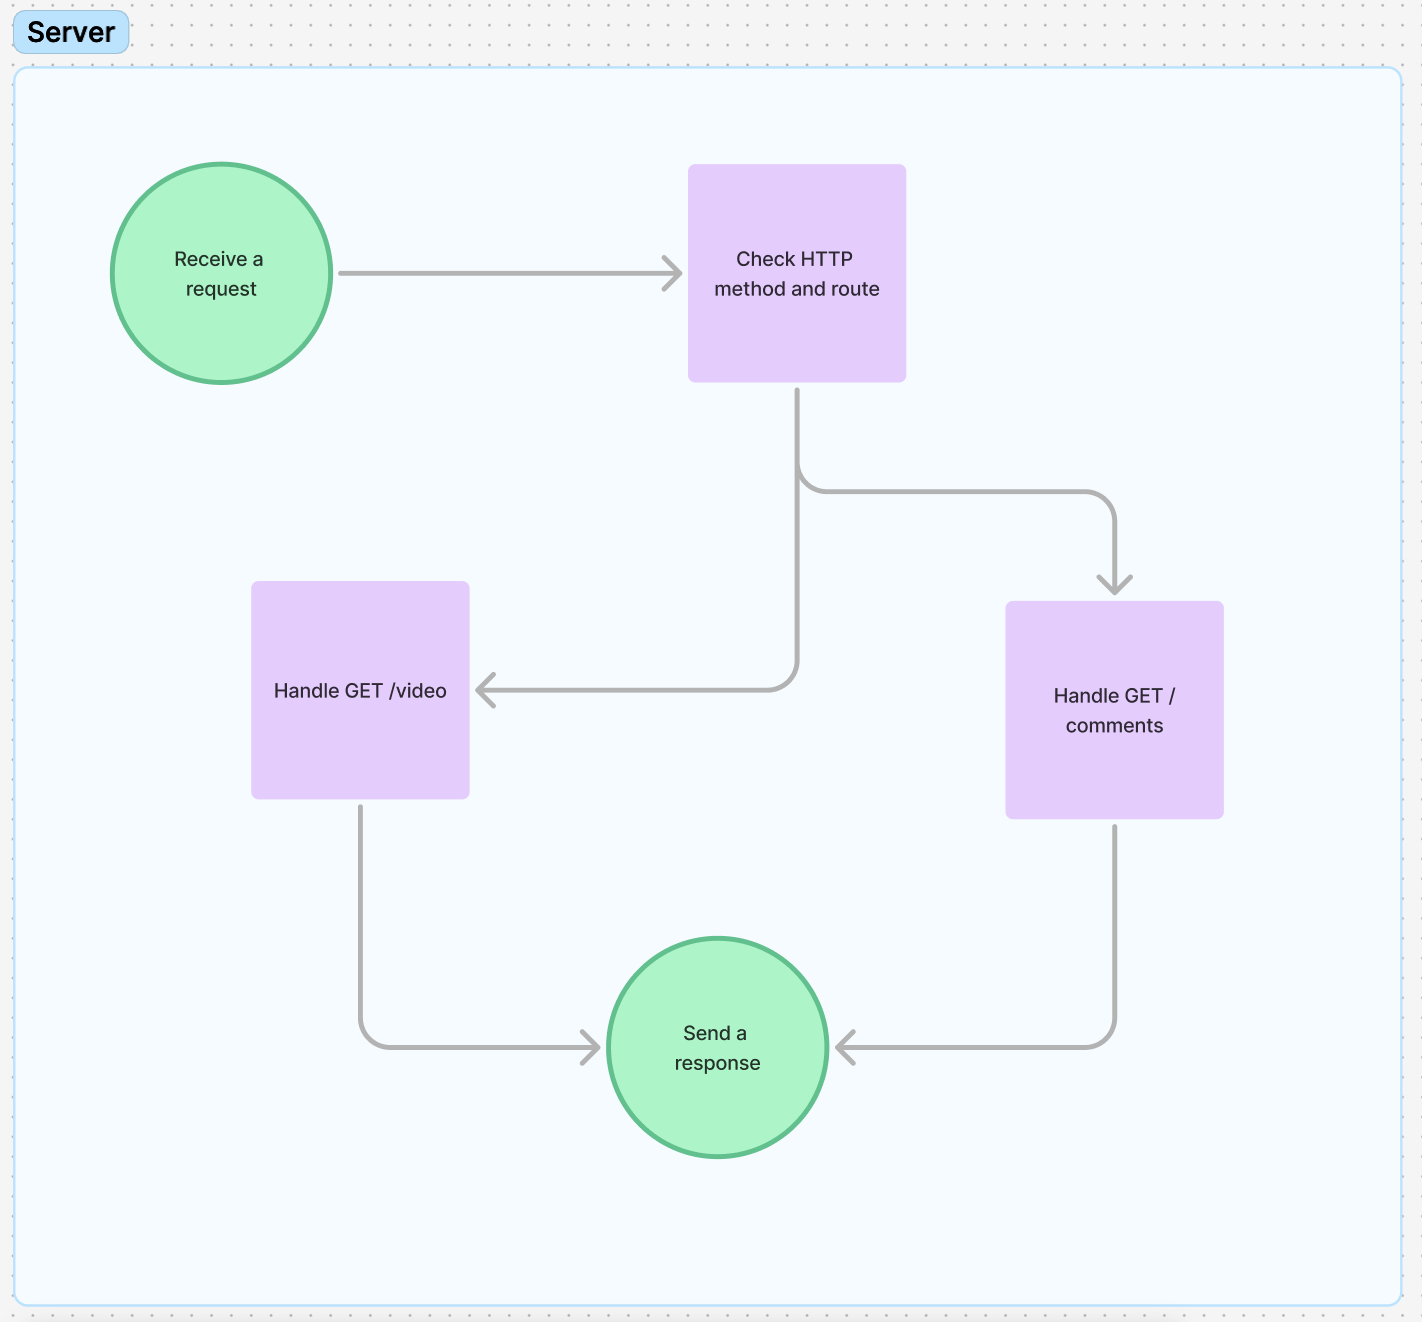 Server
Receive a
request
Check HTTP
method and route
Handle GET /video
Handle GET /
comments
Send a
response